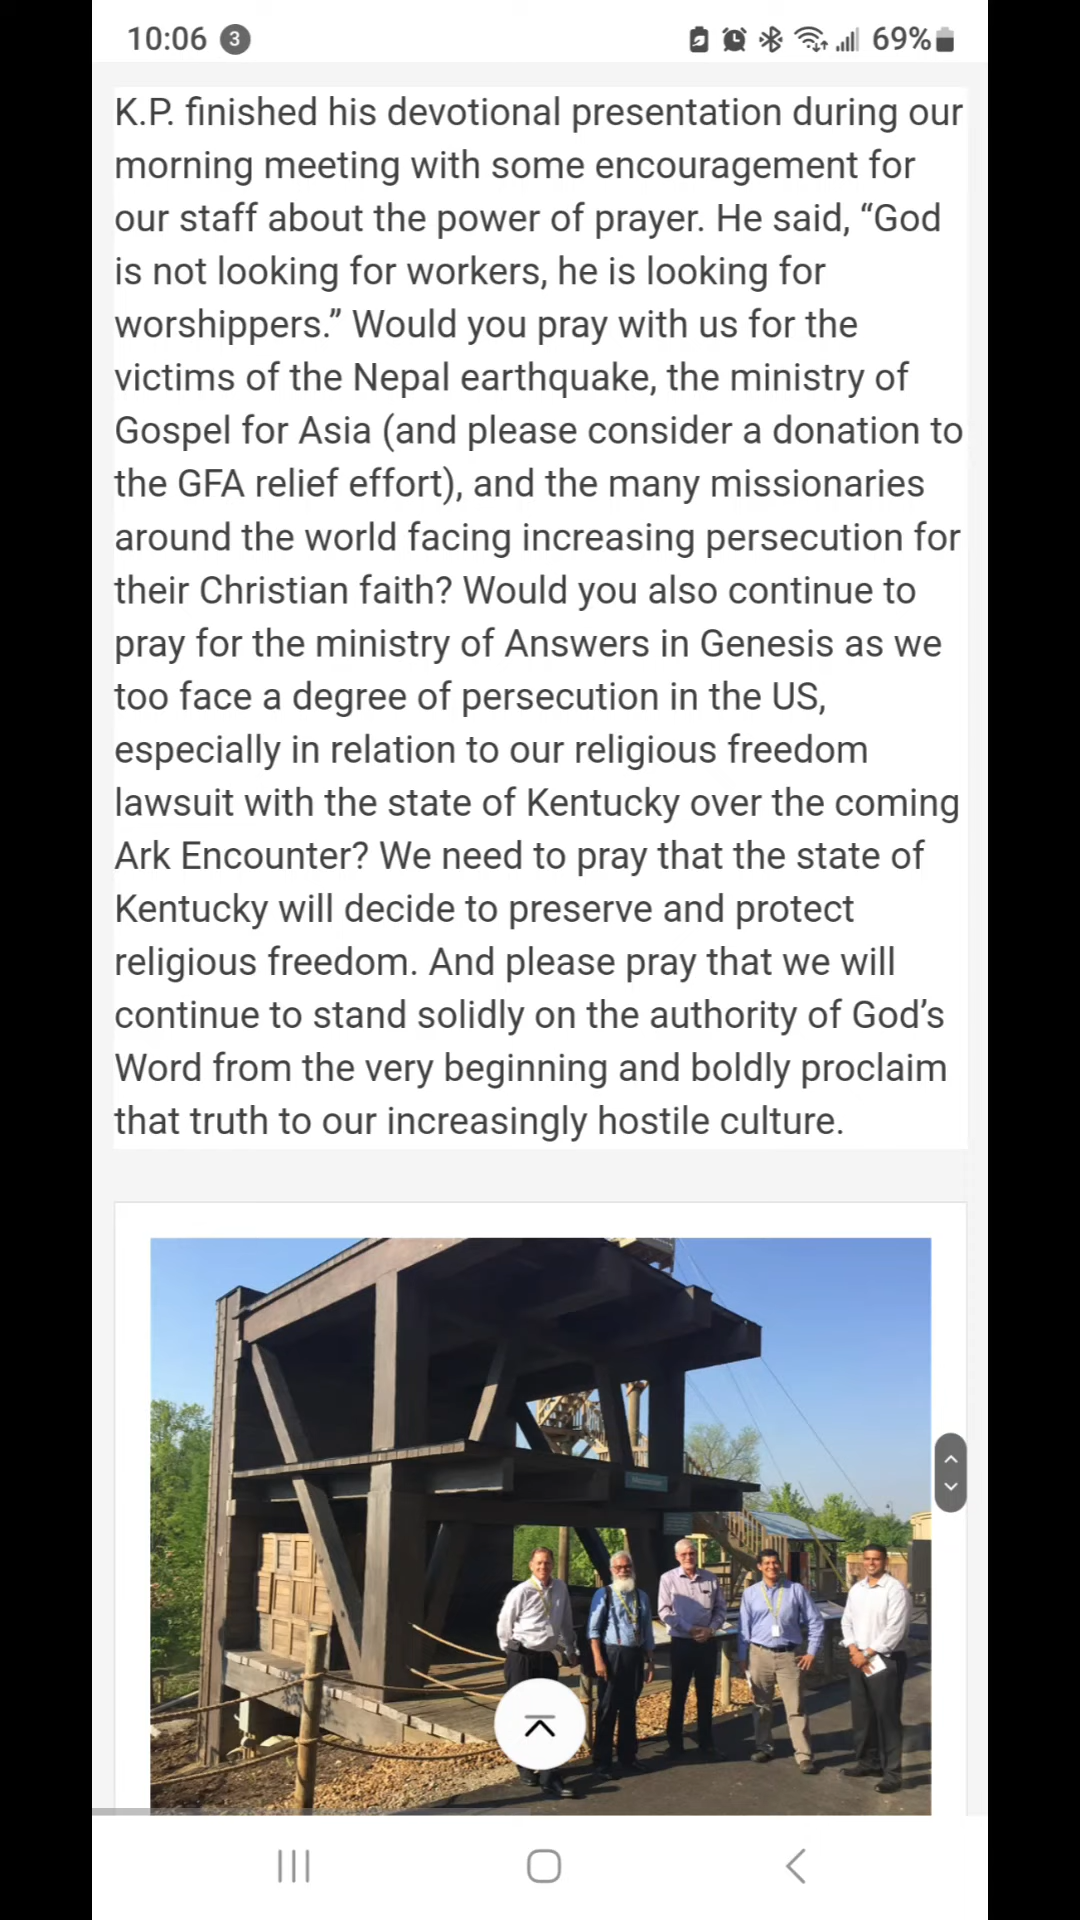 10:06 3 69%
K.P. finished his devotional presentation during our
morning meeting with some encouragement for
our staff about the power of prayer. He said, “God
is not looking for workers, he is looking for
worshippers.” Would you pray with us for the
victims of the Nepal earthquake, the ministry of
Gospel for Asia (and please consider a donation to
the GFA relief effort), and the many missionaries
around the world facing increasing persecution for
their Christian faith? Would you also continue to
pray for the ministry of Answers in Genesis as we
too face a degree of persecution in the US,
especially in relation to our religious freedom
lawsuit with the state of Kentucky over the coming
Ark Encounter? We need to pray that the state of
Kentucky will decide to preserve and protect
religious freedom. And please pray that we will
continue to stand solidly on the authority of God’s
Word from the very beginning and boldly proclaim
that truth to our increasingly hostile culture.